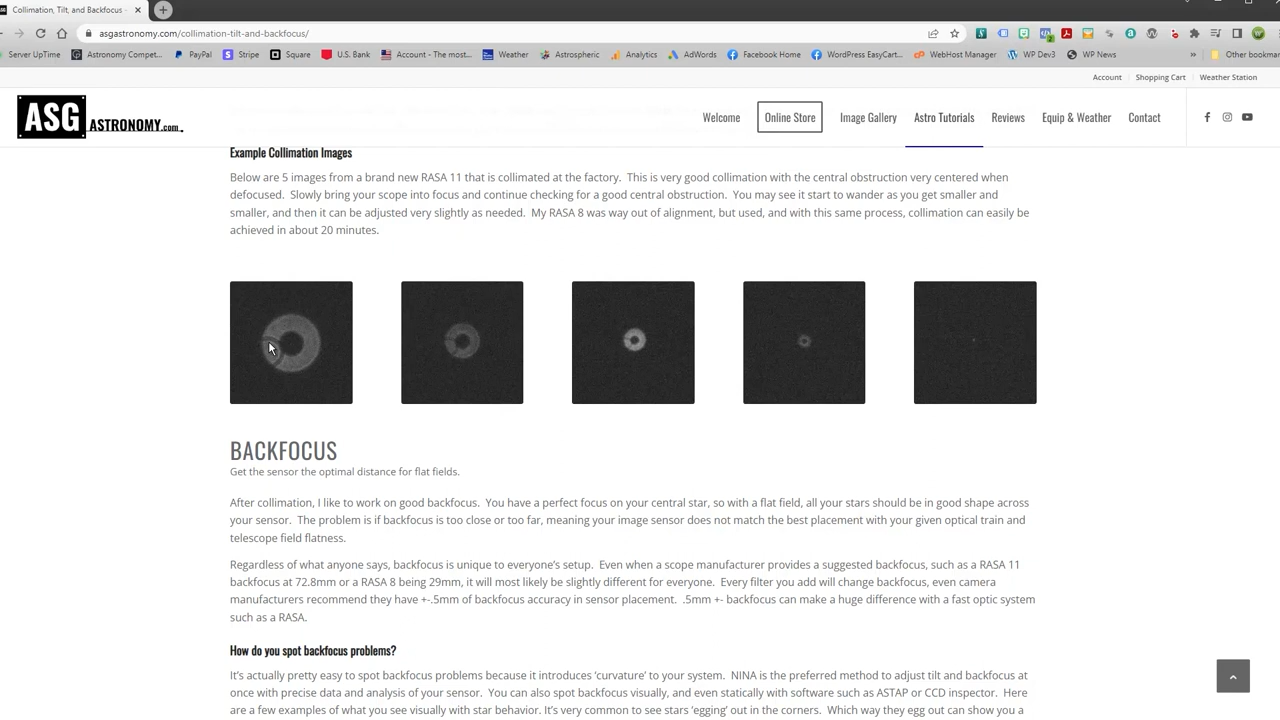 Collimation, Tilt, and Backfocus -
asgastronomy.com/collimation-tilt-and-backfocus/
Server UpTime
Astronomy Compet...
PayPal
Stripe
Square
U.S. Bank
Account - The most...
Weather
Astrospheric
Analytics
AdWords
Facebook Home
WordPress EasyCart...
WebHost Manager
WP Dev3
WP News
»
Other bookmar
Account
Shopping Cart
Weather Station
ASG ASTRONOMY.com
Welcome
Online Store
Image Gallery
Astro Tutorials
Reviews
Equip & Weather
Contact
Example Collimation Images
Below are 5 images from a brand new RASA 11 that is collimated at the factory. This is very good collimation with the central obstruction very centered when
defocused. Slowly bring your scope into focus and continue checking for a good central obstruction. You may see it start to wander as you get smaller and
smaller, and then it can be adjusted very slightly as needed. My RASA 8 was way out of alignment, but used, and with this same process, collimation can easily be
achieved in about 20 minutes.
BACKFOCUS
Get the sensor the optimal distance for flat fields.
After collimation, I like to work on good backfocus. You have a perfect focus on your central star, so with a flat field, all your stars should be in good shape across
your sensor. The problem is if backfocus is too close or too far, meaning your image sensor does not match the best placement with your given optical train and
telescope field flatness.
Regardless of what anyone says, backfocus is unique to everyone's setup. Even when a scope manufacturer provides a suggested backfocus, such as a RASA 11
backfocus at 72.8mm or a RASA 8 being 29mm, it will most likely be slightly different for everyone. Every filter you add will change backfocus, even camera
manufacturers recommend they have +-.5mm of backfocus accuracy in sensor placement. .5mm +- backfocus can make a huge difference with a fast optic system
such as a RASA.
How do you spot backfocus problems?
It's actually pretty easy to spot backfocus problems because it introduces 'curvature' to your system. NINA is the preferred method to adjust tilt and backfocus at
once with precise data and analysis of your sensor. You can also spot backfocus visually, and even statically with software such as ASTAP or CCD inspector. Here
are a few examples of what you see visually with star behavior. It's very common to see stars 'egging' out in the corners. Which way they egg out can show you a